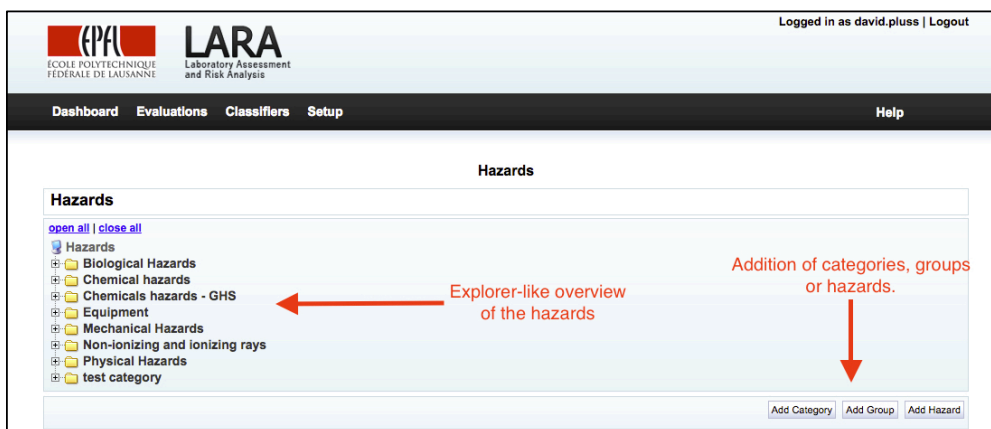 Logged in as david.pluss | Logout
EPFL
ÉCOLE POLYTECHNIQUE
FÉDÉRALE DE LAUSANNE
LARA
Laboratory Assessment
and Risk Analysis
Dashboard Evaluations Classifiers Setup Help
Hazards
Hazards
open all | close all
Hazards
Biological Hazards
Chemical hazards
Chemicals hazards - GHS
Equipment
Mechanical Hazards
Non-ionizing and ionizing rays
Physical Hazards
test category
Explorer-like overview
of the hazards
Addition of categories, groups
or hazards.
Add Category Add Group Add Hazard